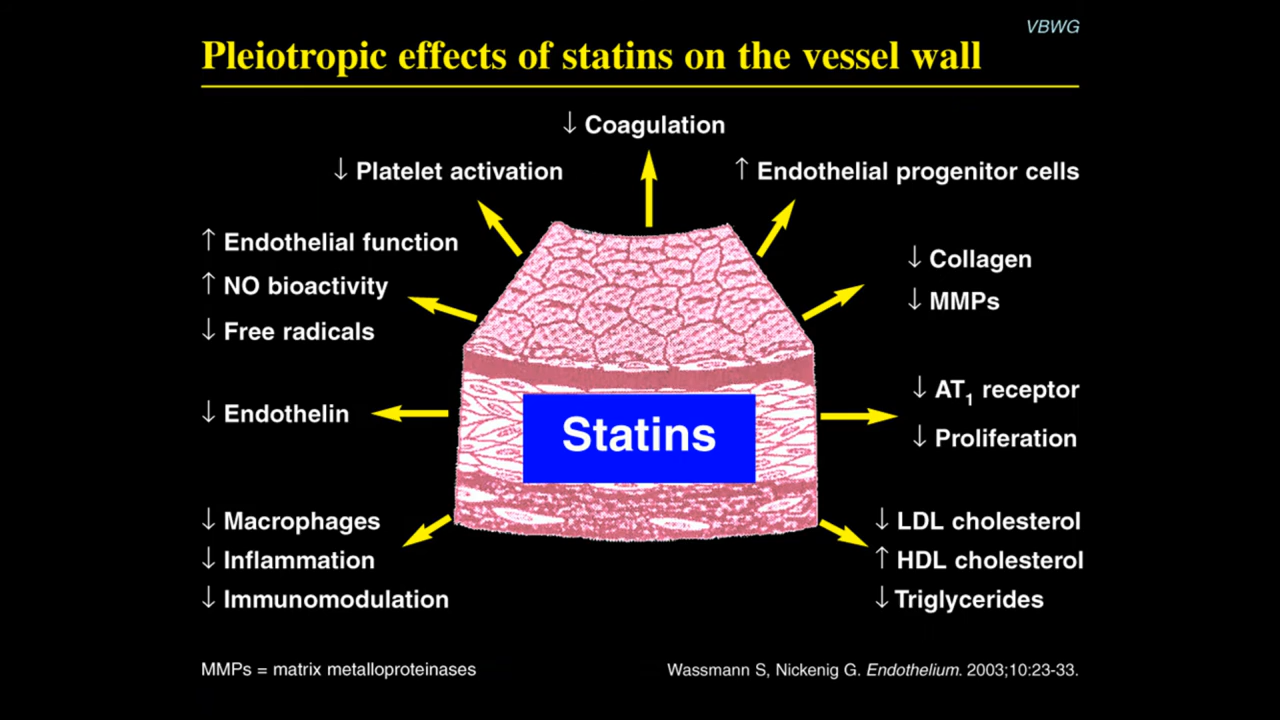 VBWG
Pleiotropic effects of statins on the vessel wall
↓ Coagulation
↓ Platelet activation
↑ Endothelial progenitor cells
↑ Endothelial function
↑ NO bioactivity
↓ Free radicals
↓ Collagen
↓ MMPs
↓ Endothelin
Statins
↓ AT₁ receptor
↓ Proliferation
↓ Macrophages
↓ Inflammation
↓ Immunomodulation
↓ LDL cholesterol
↑ HDL cholesterol
↓ Triglycerides
MMPs = matrix metalloproteinases
Wassmann S, Nickenig G. Endothelium. 2003;10:23-33.